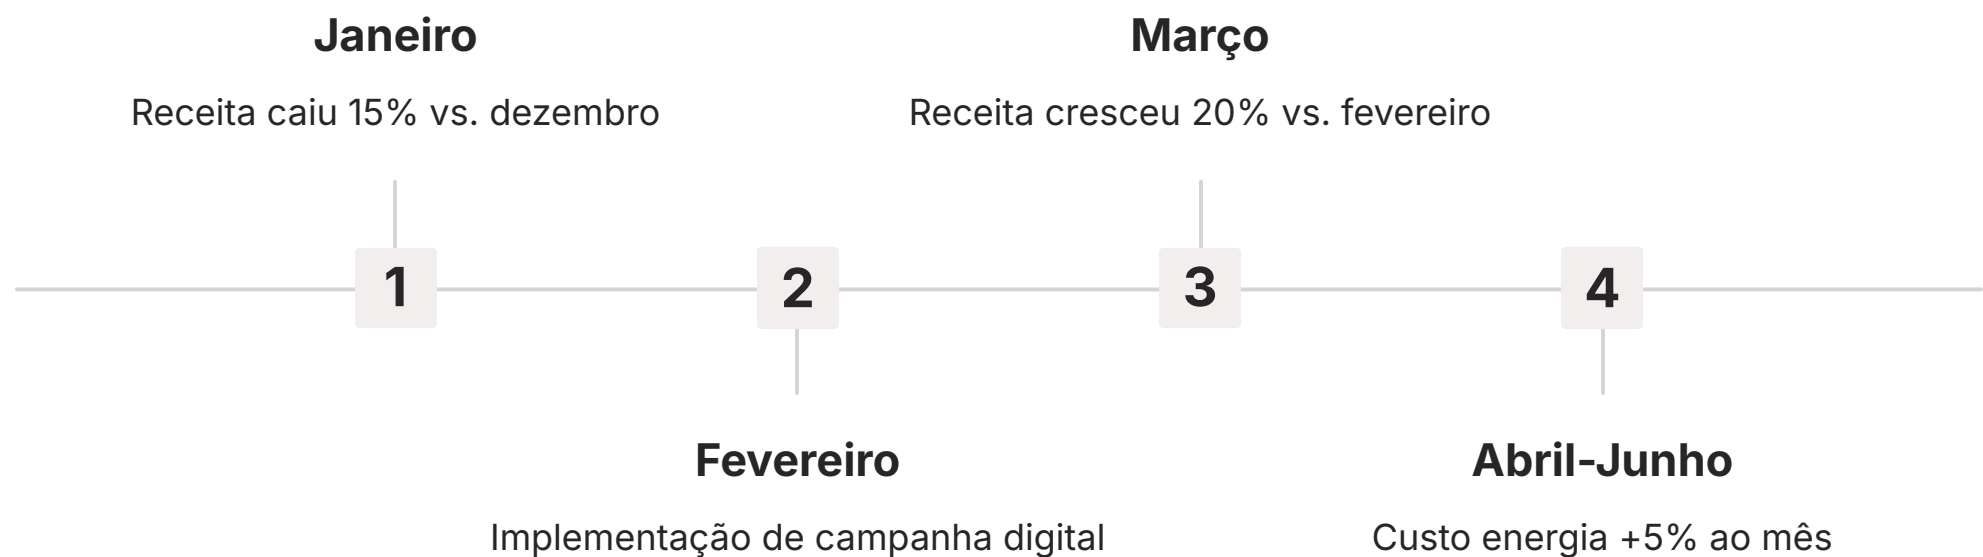 Janeiro
Receita caiu 15% vs. dezembro
Março
Receita cresceu 20% vs. fevereiro
1
2
3
4
Fevereiro
Implementação de campanha digital
Abril-Junho
Custo energia +5% ao mês